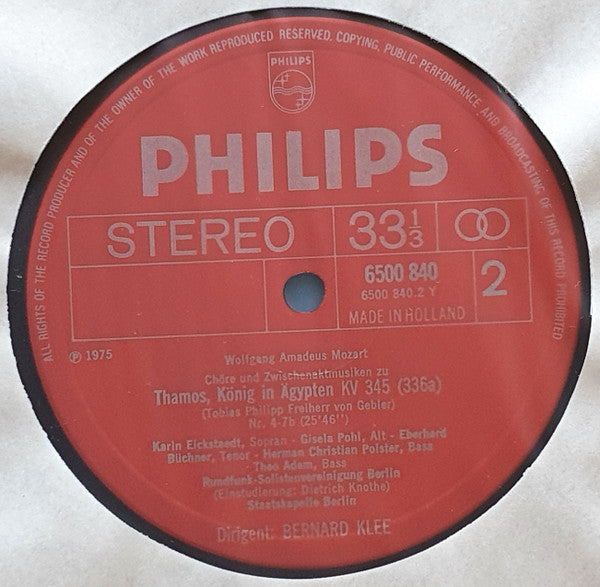 ALL RIGHTS OF THE RECORD PRODUCER AND OF THE OWNER OF THE WORK REPRODUCED RESERVED. COPYING, PUBLIC PERFORMANCE AND BROADCASTING OF THIS RECORD PROHIBITED
PHILIPS
PHILIPS
STEREO
33 1/3
6500 840
6500 840.2 Y
2
MADE IN HOLLAND
℗ 1975
Wolfgang Amadeus Mozart
Chöre und Zwischenaktmusiken zu
Thamos, König in Ägypten KV 345 (336a)
(Tobias Philipp Freiherr von Gebler)
Nr. 4-7b (25'46'')
Karin Eickstaedt, Sopran - Gisela Pohl, Alt - Eberhard
Büchner, Tenor - Herman Christian Polster, Bass
Theo Adam, Bass
Rundfunk-Solistenvereinigung Berlin
(Einstudierung: Dietrich Knothe)
Staatskapelle Berlin
Dirigent: BERNARD KLEE